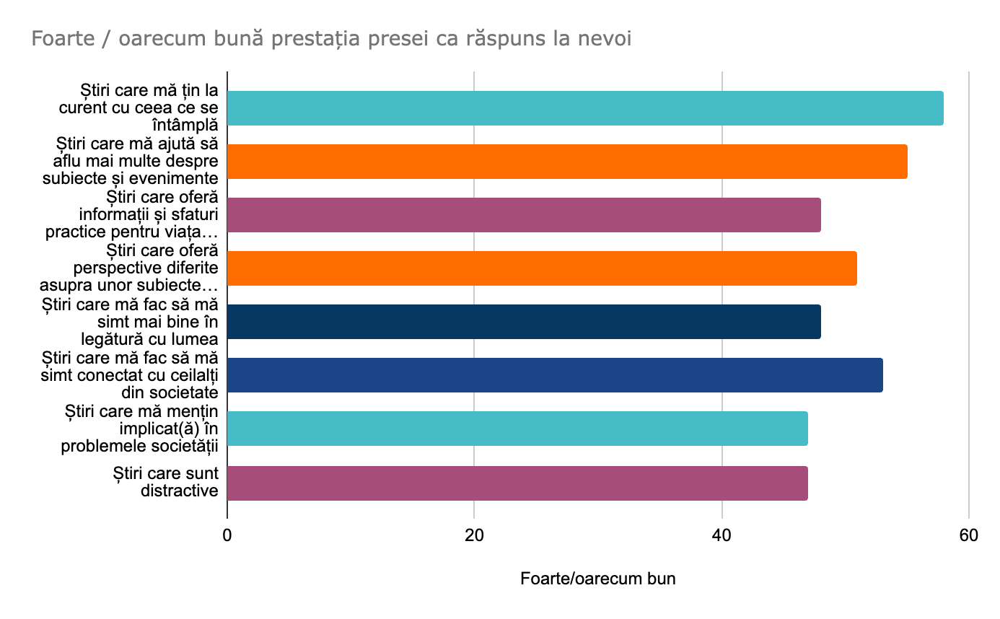 Foarte / oarecum bună prestația presei ca răspuns la nevoi
Știri care mă țin la
curent cu ceea ce se
întâmplă
Știri care mă ajută să
aflu mai multe despre
subiecte și evenimente
Știri care oferă
informații și sfaturi
practice pentru viața…
Știri care oferă
perspective diferite
asupra unor subiecte…
Știri care mă fac să mă
simt mai bine în
legătură cu lumea
Știri care mă fac să mă
simt conectat cu ceilalți
din societate
Știri care mă mențin
implicat(ă) în
problemele societății
Știri care sunt
distractive
0 20 40 60
Foarte/oarecum bun